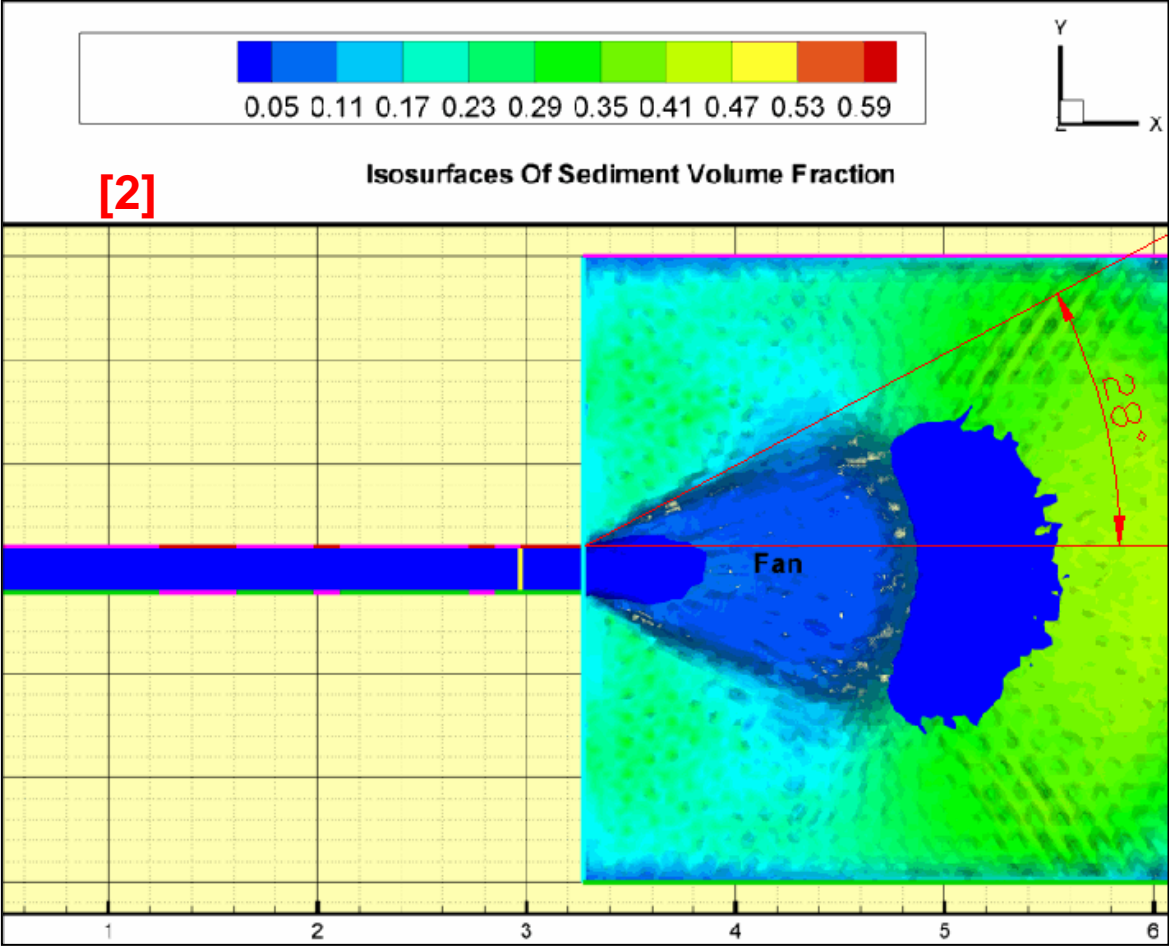 Y
0.05 0.11 0.17 0.23 0.29 0.35 0.41 0.47 0.53 0.59
Z X
Isosurfaces Of Sediment Volume Fraction
[2]
28°
Fan
1 2 3 4 5 6